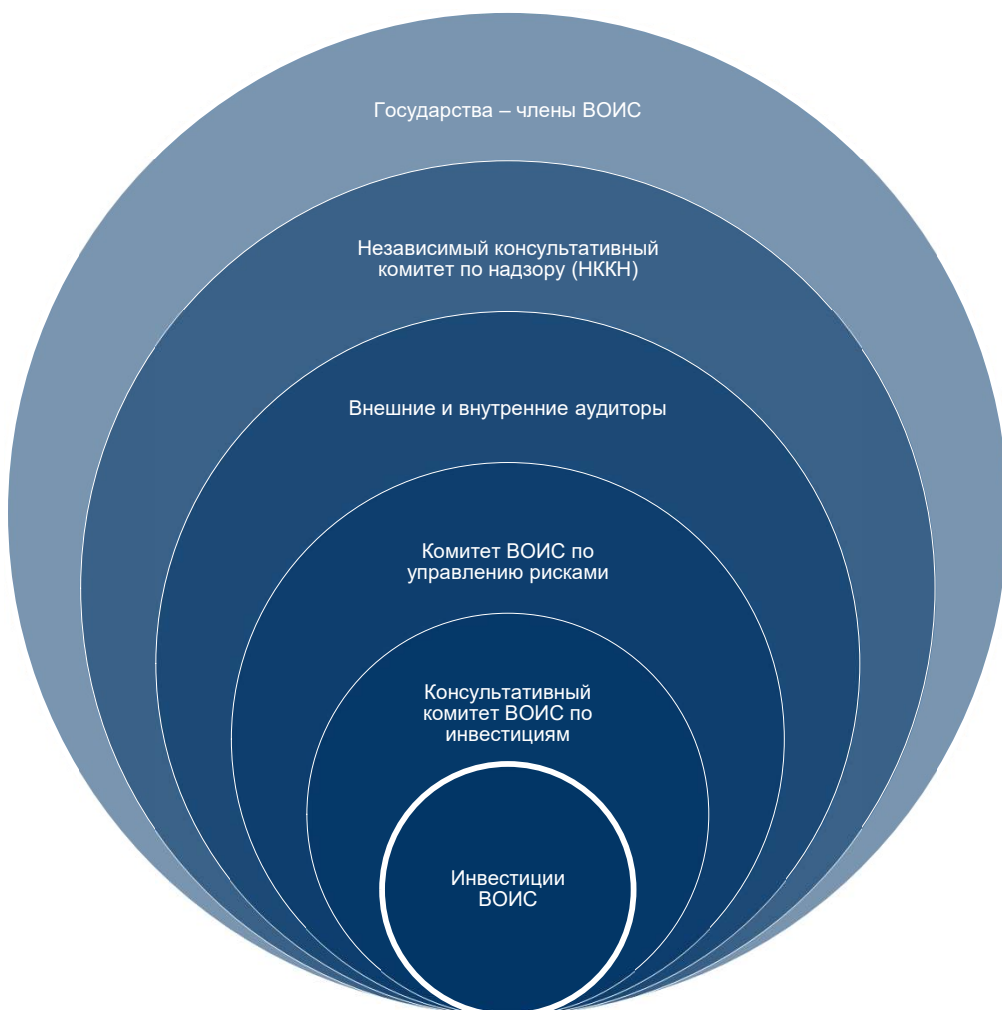 Государства – члены ВОИС
Независимый консультативный
комитет по надзору (НККН)
Внешние и внутренние аудиторы
Комитет ВОИС по
управлению рисками
Консультативный
комитет ВОИС по
инвестициям
Инвестиции
ВОИС